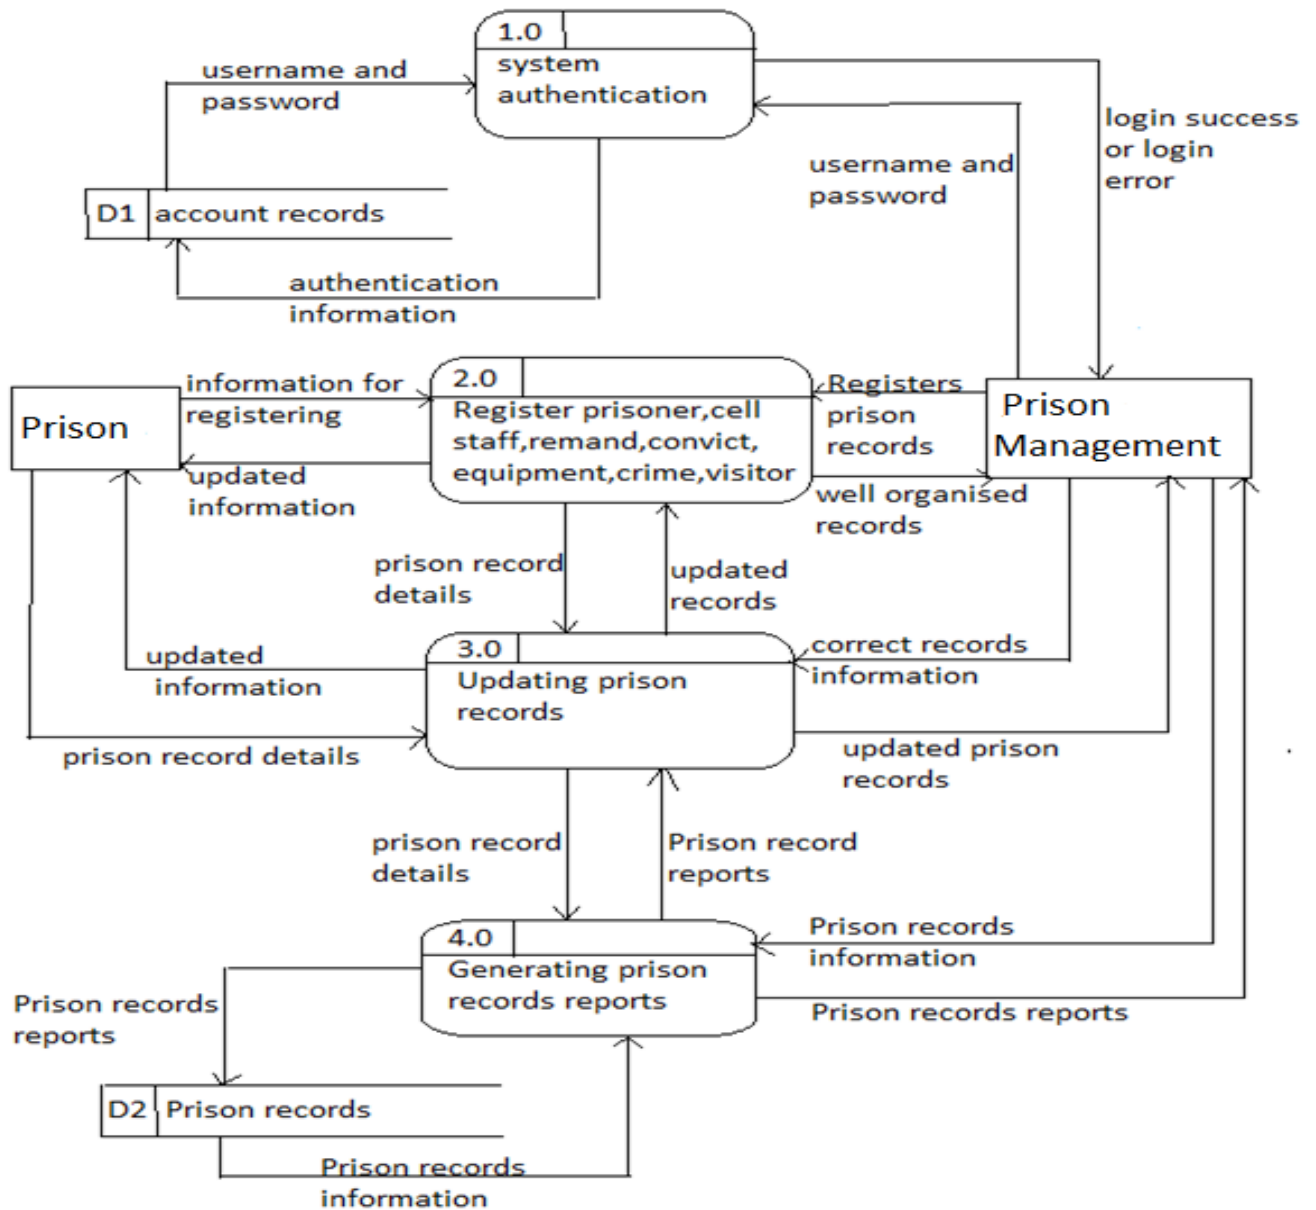 1.0
system
authentication
username and
password
login success
or login
error
username and
password
D1 account records
authentication
information
Prison
information for
registering
updated
information
2.0
Register prisoner,cell
staff,remand,convict,
equipment,crime,visitor
Registers
prison
records
well organised
records
Prison
Management
prison record
details
updated
records
updated
information
prison record details
3.0
Updating prison
records
correct records
information
updated prison
records
prison record
details
Prison record
reports
4.0
Generating prison
records reports
Prison records
information
Prison records reports
Prison records
reports
D2 Prison records
Prison records
information